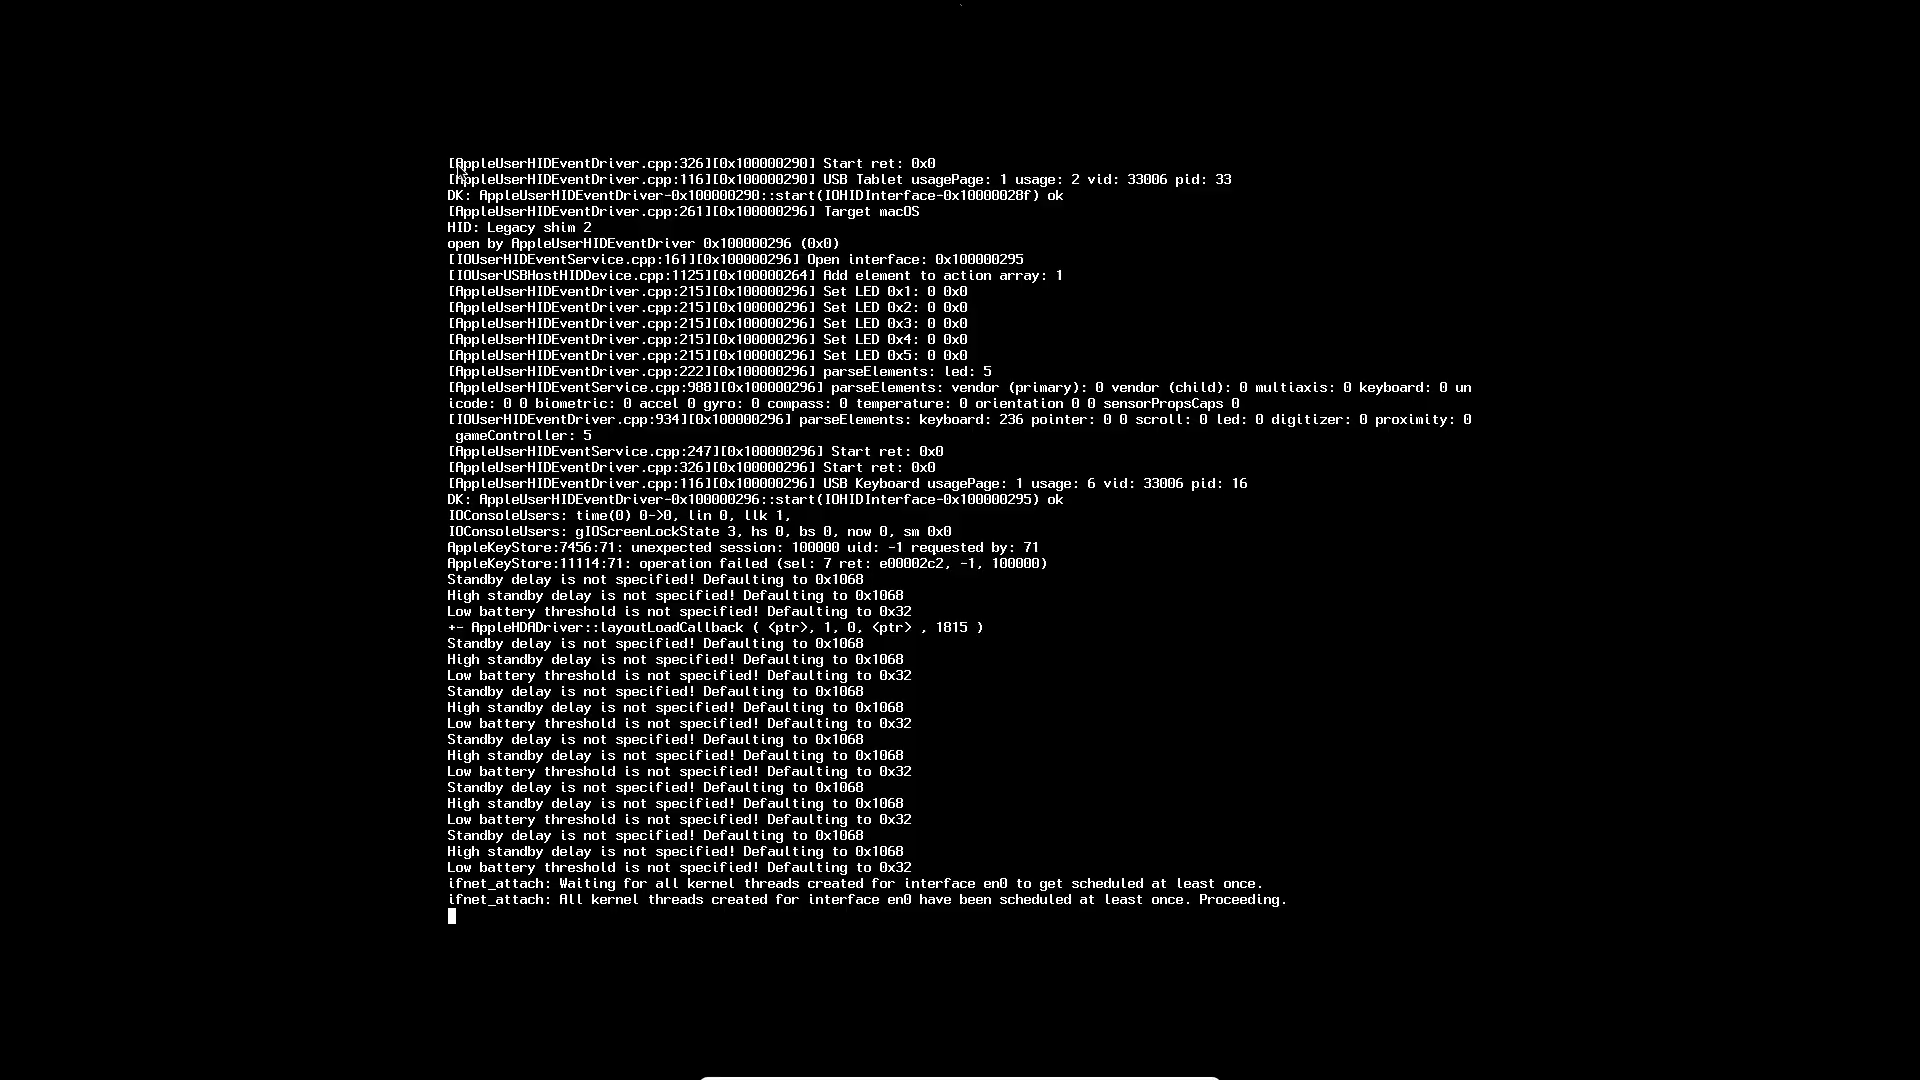 [AppleUserHIDEventDriver.cpp:326][0x100000290] Start ret: 0x0
[AppleUserHIDEventDriver.cpp:116][0x100000290] USB Tablet usagePage: 1 usage: 2 vid: 33006 pid: 33
DK: AppleUserHIDEventDriver-0x100000290::start(IOHIDInterface-0x10000028f) ok
[AppleUserHIDEventDriver.cpp:261][0x100000296] Target macOS
HID: Legacy shim 2
open by AppleUserHIDEventDriver 0x100000296 (0x0)
[IOUserHIDEventService.cpp:161][0x100000296] Open interface: 0x100000295
[IOUserUSBHostHIDDevice.cpp:1125][0x100000264] Add element to action array: 1
[AppleUserHIDEventDriver.cpp:215][0x100000296] Set LED 0x1: 0 0x0
[AppleUserHIDEventDriver.cpp:215][0x100000296] Set LED 0x2: 0 0x0
[AppleUserHIDEventDriver.cpp:215][0x100000296] Set LED 0x3: 0 0x0
[AppleUserHIDEventDriver.cpp:215][0x100000296] Set LED 0x4: 0 0x0
[AppleUserHIDEventDriver.cpp:215][0x100000296] Set LED 0x5: 0 0x0
[AppleUserHIDEventDriver.cpp:222][0x100000296] parseElements: led: 5
[AppleUserHIDEventService.cpp:988][0x100000296] parseElements: vendor (primary): 0 vendor (child): 0 multiaxis: 0 keyboard: 0 un
icode: 0 0 biometric: 0 accel 0 gyro: 0 compass: 0 temperature: 0 orientation 0 0 sensorPropsCaps 0
[IOUserHIDEventDriver.cpp:934][0x100000296] parseElements: keyboard: 236 pointer: 0 0 scroll: 0 led: 0 digitizer: 0 proximity: 0
 gameController: 5
[AppleUserHIDEventService.cpp:247][0x100000296] Start ret: 0x0
[AppleUserHIDEventDriver.cpp:326][0x100000296] Start ret: 0x0
[AppleUserHIDEventDriver.cpp:116][0x100000296] USB Keyboard usagePage: 1 usage: 6 vid: 33006 pid: 16
DK: AppleUserHIDEventDriver-0x100000296::start(IOHIDInterface-0x100000295) ok
IOConsoleUsers: time(0) 0->0, lin 0, llk 1,
IOConsoleUsers: gIOScreenLockState 3, hs 0, bs 0, now 0, sm 0x0
AppleKeyStore:7456:71: unexpected session: 100000 uid: -1 requested by: 71
AppleKeyStore:11114:71: operation failed (sel: 7 ret: e00002c2, -1, 100000)
Standby delay is not specified! Defaulting to 0x1068
High standby delay is not specified! Defaulting to 0x1068
Low battery threshold is not specified! Defaulting to 0x32
+- AppleHDADriver::layoutLoadCallback ( <ptr>, 1, 0, <ptr> , 1815 )
Standby delay is not specified! Defaulting to 0x1068
High standby delay is not specified! Defaulting to 0x1068
Low battery threshold is not specified! Defaulting to 0x32
Standby delay is not specified! Defaulting to 0x1068
High standby delay is not specified! Defaulting to 0x1068
Low battery threshold is not specified! Defaulting to 0x32
Standby delay is not specified! Defaulting to 0x1068
High standby delay is not specified! Defaulting to 0x1068
Low battery threshold is not specified! Defaulting to 0x32
Standby delay is not specified! Defaulting to 0x1068
High standby delay is not specified! Defaulting to 0x1068
Low battery threshold is not specified! Defaulting to 0x32
Standby delay is not specified! Defaulting to 0x1068
High standby delay is not specified! Defaulting to 0x1068
Low battery threshold is not specified! Defaulting to 0x32
ifnet_attach: Waiting for all kernel threads created for interface en0 to get scheduled at least once.
ifnet_attach: All kernel threads created for interface en0 have been scheduled at least once. Proceeding.